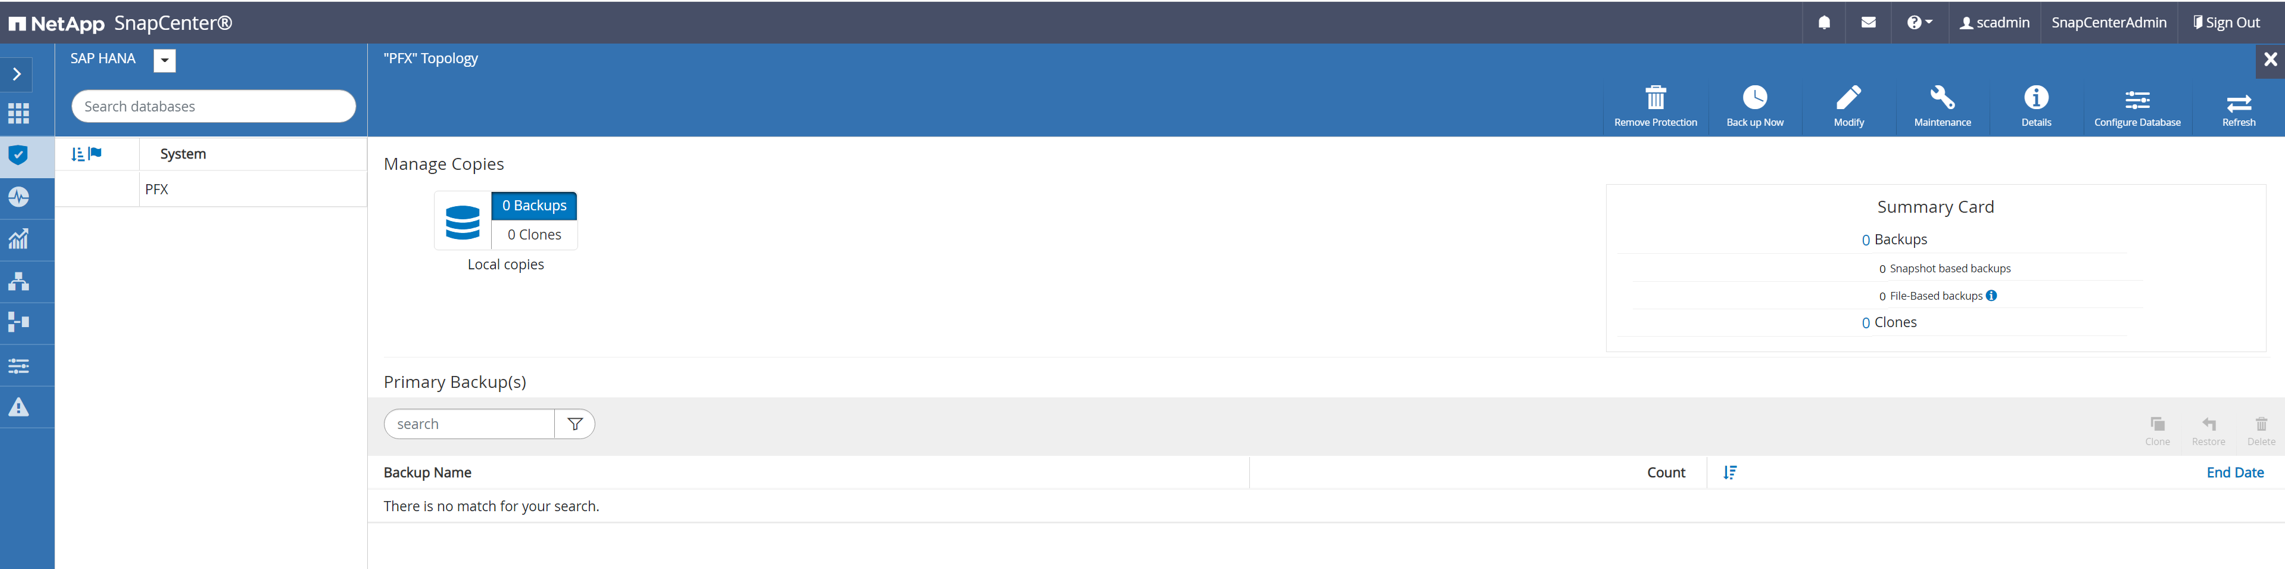 NetApp SnapCenter®
scadmin SnapCenterAdmin Sign Out
SAP HANA
"PFX" Topology
Search databases
Remove Protection Back up Now Modify Maintenance Details Configure Database Refresh
System
PFX
Manage Copies
0 Backups
0 Clones
Local copies
Summary Card
0 Backups
0 Snapshot based backups
0 File-Based backups
0 Clones
Primary Backup(s)
search
Clone Restore Delete
Backup Name Count End Date
There is no match for your search.